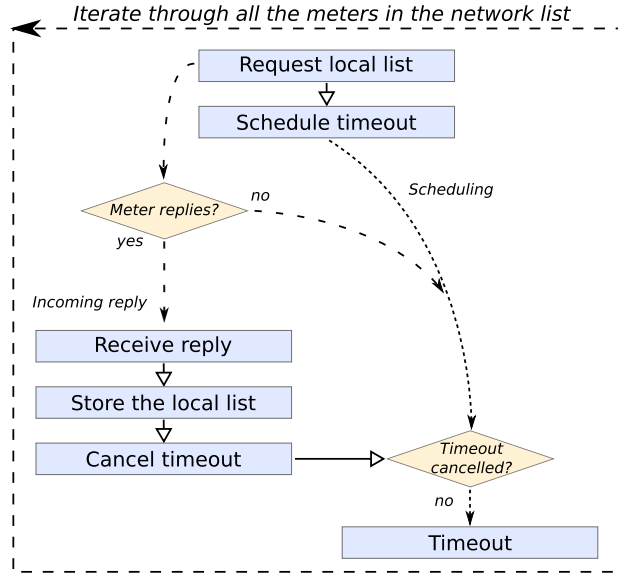 Iterate through all the meters in the network list
Request local list
Schedule timeout
Scheduling
no
Meter replies?
yes
Incoming reply
Receive reply
Store the local list
Cancel timeout
Timeout
cancelled?
no
Timeout